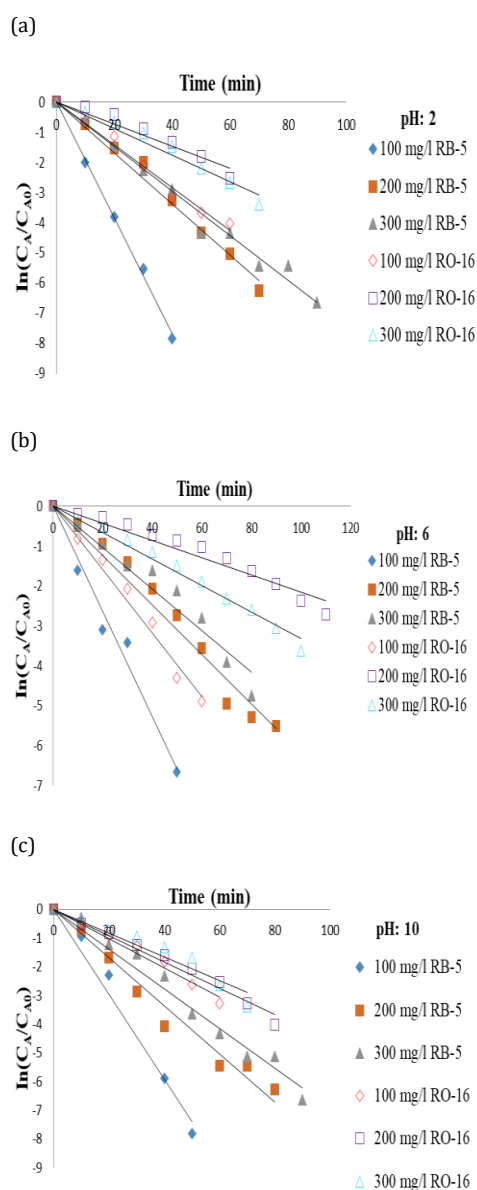 (a)
Time (min)
0 20 40 60 80 100
0
-1
-2
-3
-4
-5
-6
-7
-8
-9
ln(CA/CA0)
pH: 2
100 mg/l RB-5
200 mg/l RB-5
300 mg/l RB-5
100 mg/l RO-16
200 mg/l RO-16
300 mg/l RO-16
(b)
Time (min)
0 20 40 60 80 100 120
0
-1
-2
-3
-4
-5
-6
-7
ln(CA/CA0)
pH: 6
100 mg/l RB-5
200 mg/l RB-5
300 mg/l RB-5
100 mg/l RO-16
200 mg/l RO-16
300 mg/l RO-16
(c)
Time (min)
0 20 40 60 80 100
0
-1
-2
-3
-4
-5
-6
-7
-8
-9
ln(CA/CA0)
pH: 10
100 mg/l RB-5
200 mg/l RB-5
300 mg/l RB-5
100 mg/l RO-16
200 mg/l RO-16
300 mg/l RO-16